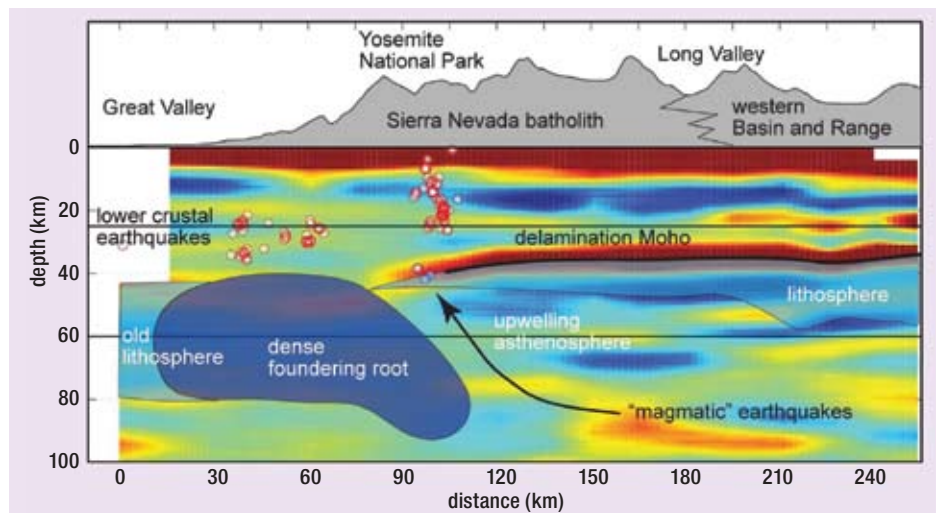 Yosemite
National Park
Long Valley
Great Valley
Sierra Nevada batholith
western
Basin and Range
0
20
40
60
80
100
depth (km)
lower crustal
earthquakes
delamination Moho
lithosphere
old
lithosphere
dense
foundering root
upwelling
asthenosphere
"magmatic" earthquakes
0 30 60 90 120 150 180 210 240
distance (km)